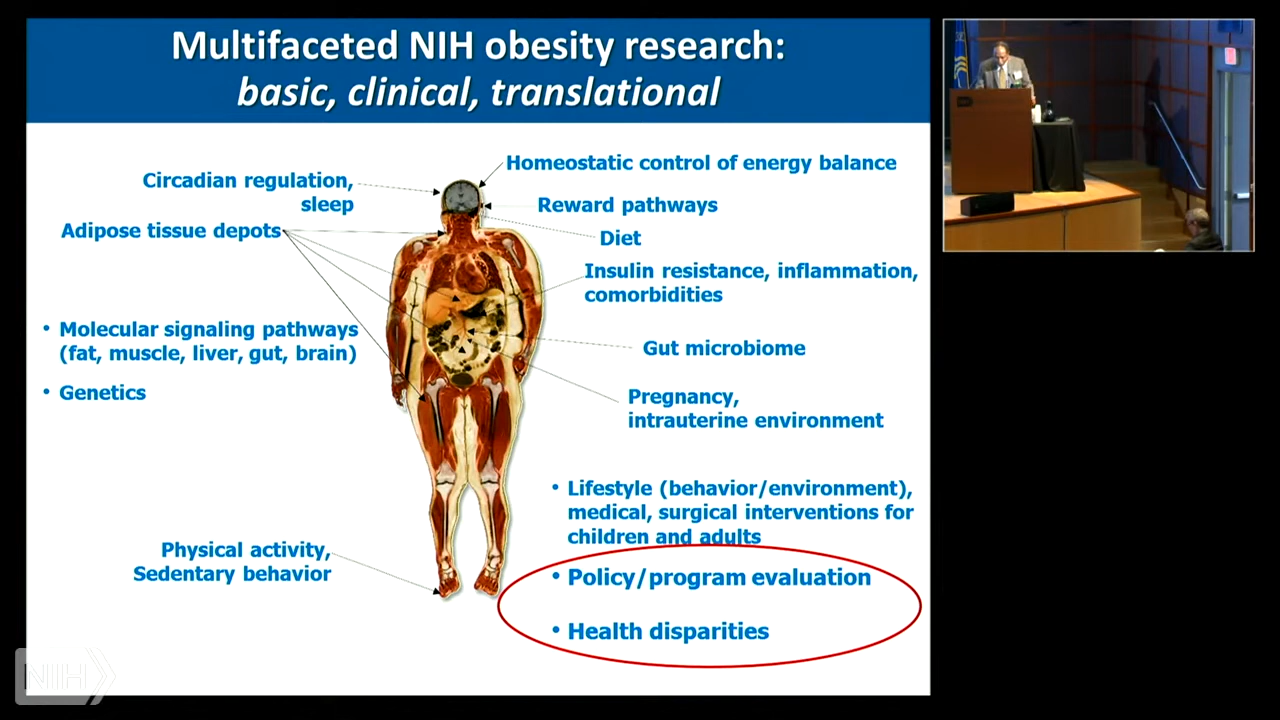 Multifaceted NIH obesity research:
basic, clinical, translational
Homeostatic control of energy balance
Circadian regulation,
sleep
Reward pathways
Adipose tissue depots
Diet
Insulin resistance, inflammation,
comorbidities
• Molecular signaling pathways
(fat, muscle, liver, gut, brain)
Gut microbiome
• Genetics
Pregnancy,
intrauterine environment
• Lifestyle (behavior/environment),
medical, surgical interventions for
children and adults
Physical activity,
Sedentary behavior
• Policy/program evaluation
• Health disparities
NIH